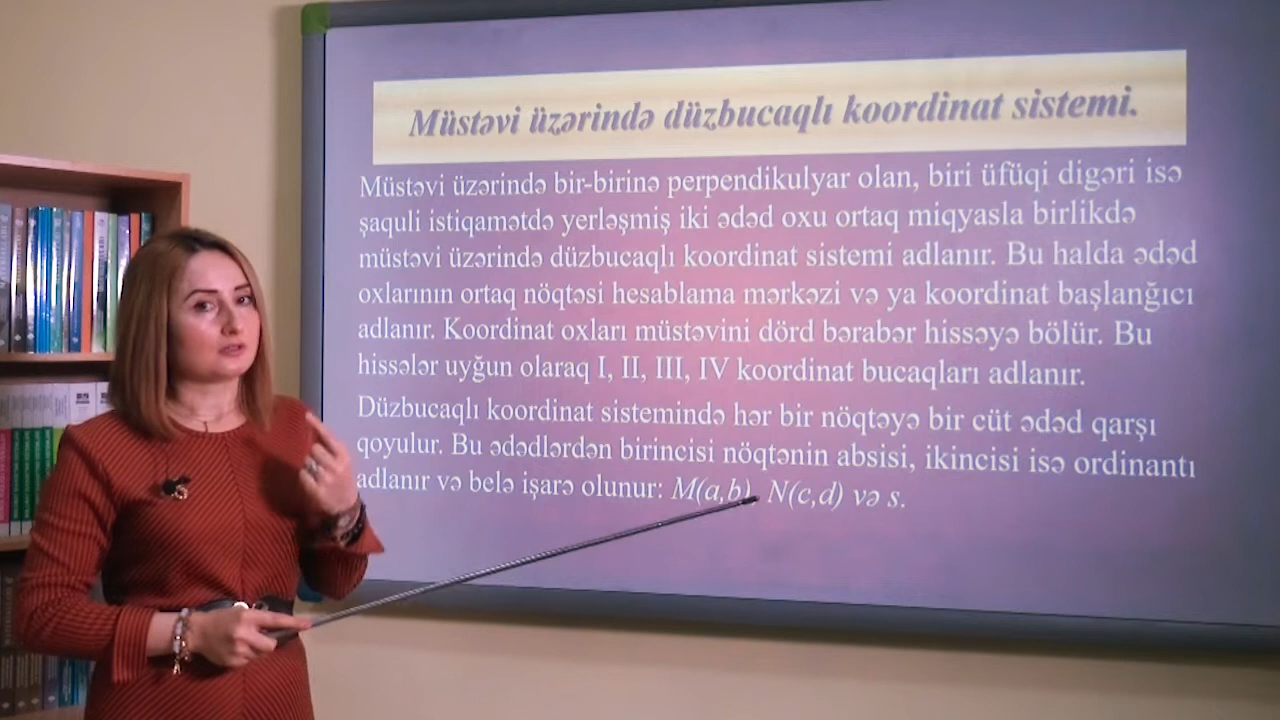 Müstəvi üzərində düzbucaqlı koordinat sistemi.
Müstəvi üzərində bir-birinə perpendikulyar olan, biri üfüqi digəri isə
şaquli istiqamətdə yerləşmiş iki ədəd oxu ortaq miqyasla birlikdə
müstəvi üzərində düzbucaqlı koordinat sistemi adlanır. Bu halda ədəd
oxlarının ortaq nöqtəsi hesablama mərkəzi və ya koordinat başlanğıcı
adlanır. Koordinat oxları müstəvini dörd bərabər hissəyə bölür. Bu
hissələr uyğun olaraq I, II, III, IV koordinat bucaqları adlanır.
Düzbucaqlı koordinat sistemində hər bir nöqtəyə bir cüt ədəd qarşı
qoyulur. Bu ədədlərdən birincisi nöqtənin absisi, ikincisi isə ordinantı
adlanır və belə işarə olunur: M(a,b), N(c,d) və s.